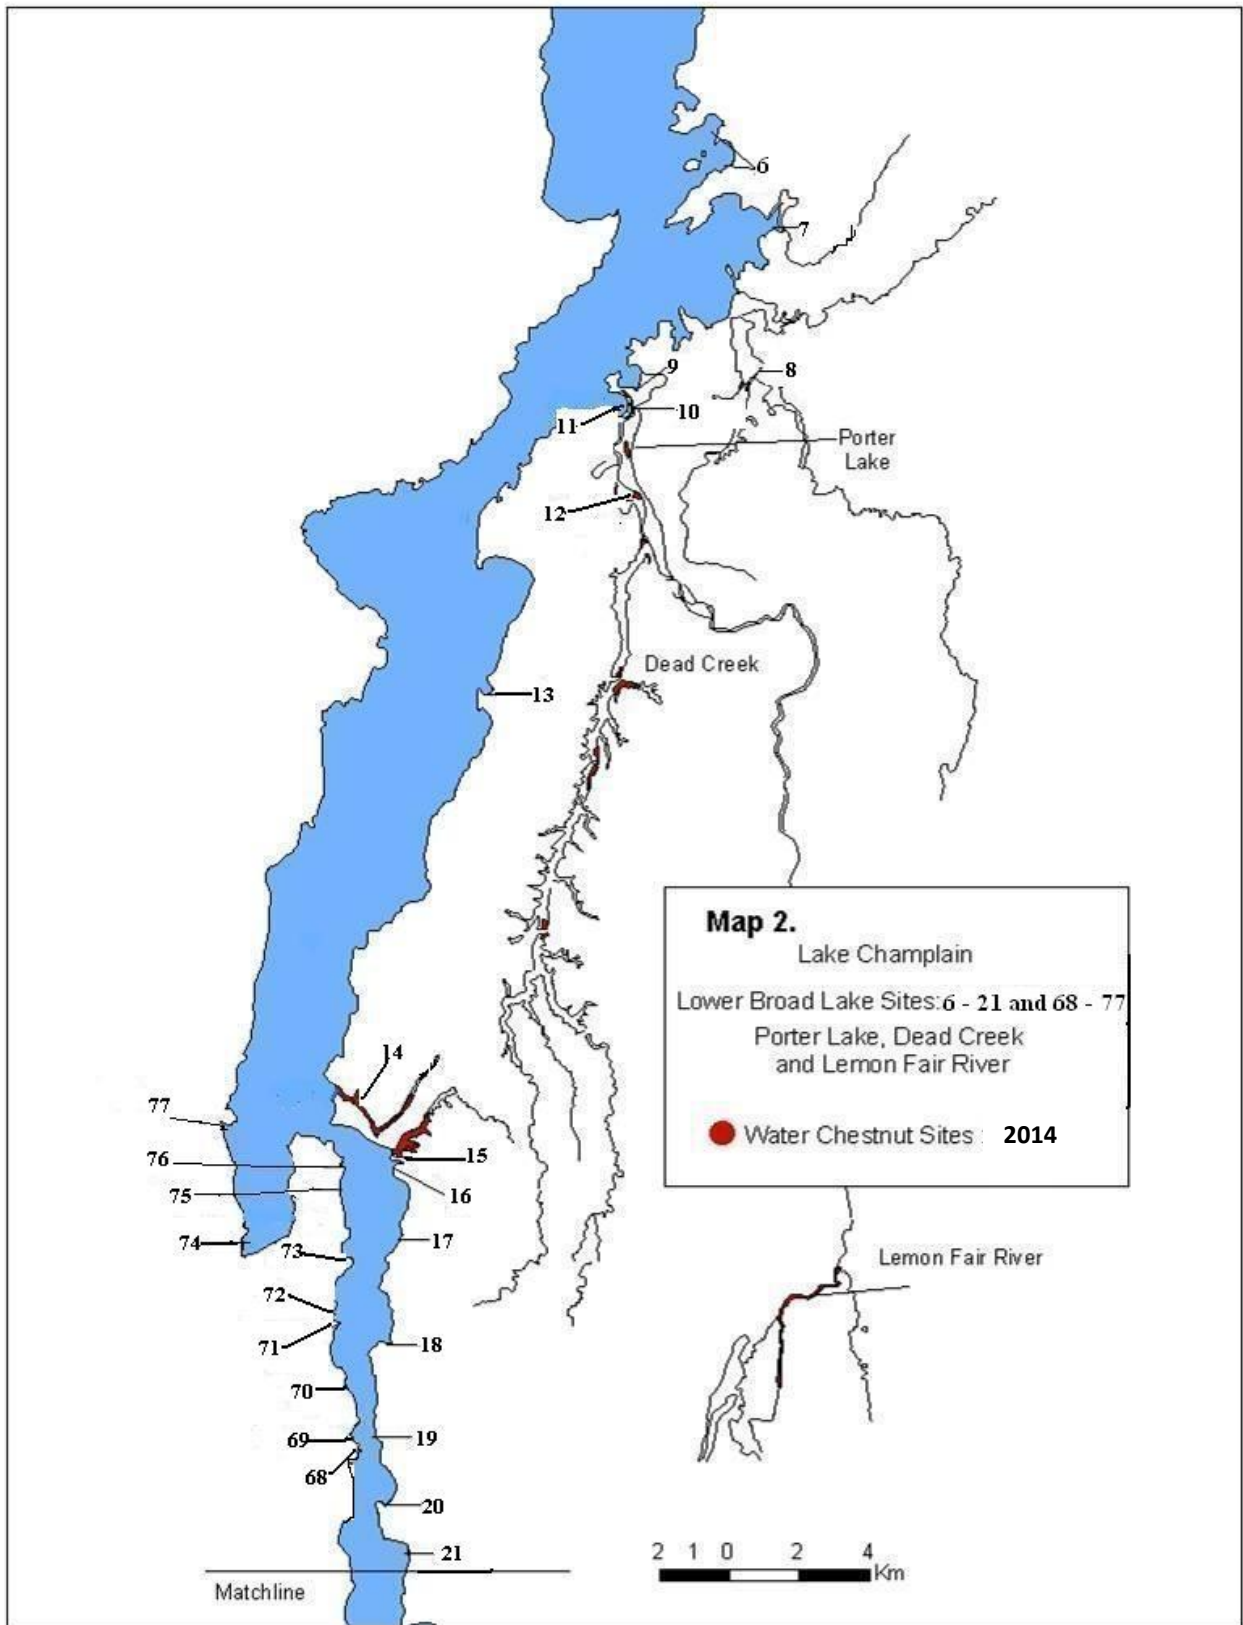 6
7
8
9
10
11
Porter
Lake
12
Dead Creek
13
Map 2.
Lake Champlain
Lower Broad Lake Sites:6 - 21 and 68 - 77
Porter Lake, Dead Creek
and Lemon Fair River
Water Chestnut Sites : 2014
14
77
15
76
16
75
17
74
73
Lemon Fair River
72
71
18
70
69
19
68
20
21
2 1 0 2 4
Km
Matchline